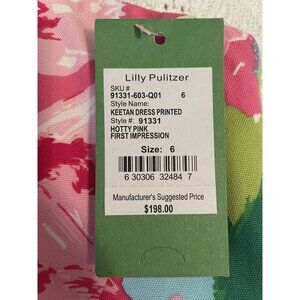 Lilly Pulitzer
SKU #
91331-603-Q01 6
Style Name:
KEETAN DRESS PRINTED
Style #: 91331
HOTTY PINK
FIRST IMPRESSION
Size: 6
6 30306 32484 7
Manufacturer's Suggested Price
$198.00